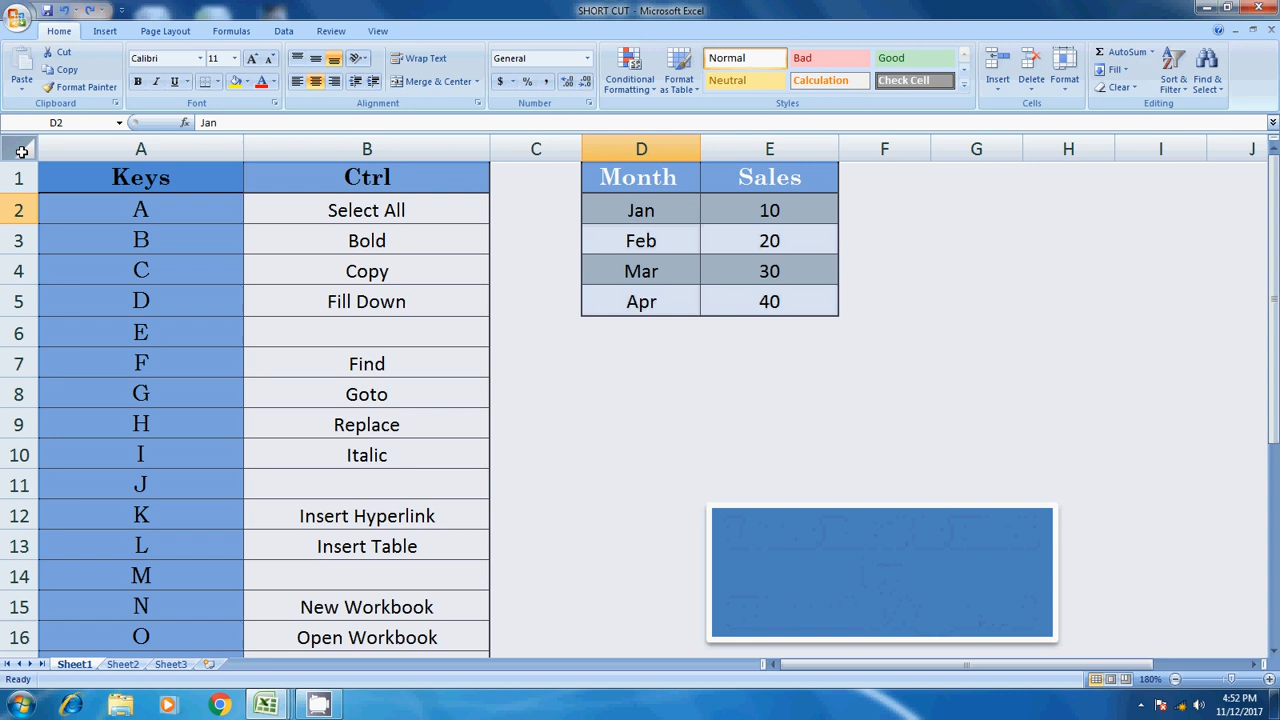 SHORT CUT - Microsoft Excel
Home Insert Page Layout Formulas Data Review View
Paste
Cut
Copy
Format Painter
Clipboard
Calibri 11
B I U
Font
Wrap Text
Merge & Center
Alignment
General
$ % ,
Number
Conditional Formatting
Format as Table
Normal Bad Good
Neutral Calculation Check Cell
Styles
Insert Delete Format
Cells
AutoSum
Fill
Clear
Sort & Filter
Find & Select
Editing
D2 fx Jan
A B C D E F G H I J
1 Keys Ctrl Month Sales
2 A Select All Jan 10
3 B Bold Feb 20
4 C Copy Mar 30
5 D Fill Down Apr 40
6 E
7 F Find
8 G Goto
9 H Replace
10 I Italic
11 J
12 K Insert Hyperlink
13 L Insert Table
14 M
15 N New Workbook
16 O Open Workbook
Sheet1 Sheet2 Sheet3
Ready 180%
4:52 PM
11/12/2017